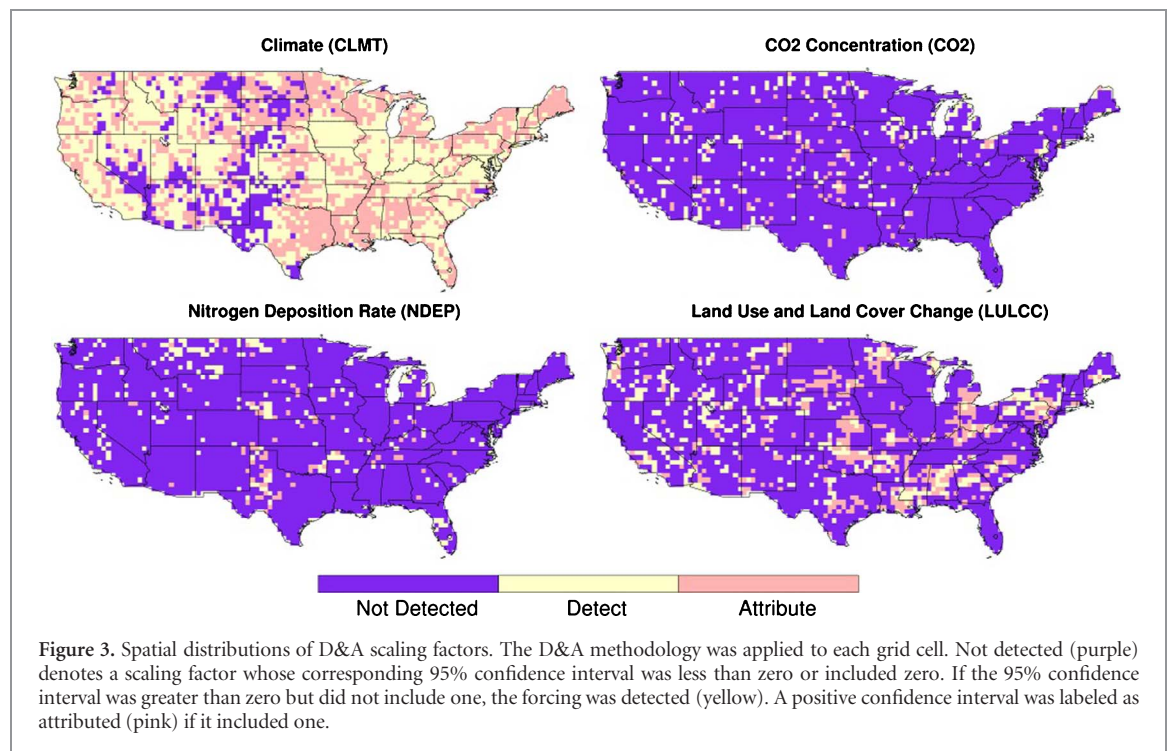 Climate (CLMT)
CO2 Concentration (CO2)
Nitrogen Deposition Rate (NDEP)
Land Use and Land Cover Change (LULCC)
Not Detected
Detect
Attribute
Figure 3. Spatial distributions of D&A scaling factors. The D&A methodology was applied to each grid cell. Not detected (purple)
denotes a scaling factor whose corresponding 95% confidence interval was less than zero or included zero. If the 95% confidence
interval was greater than zero but did not include one, the forcing was detected (yellow). A positive confidence interval was labeled as
attributed (pink) if it included one.